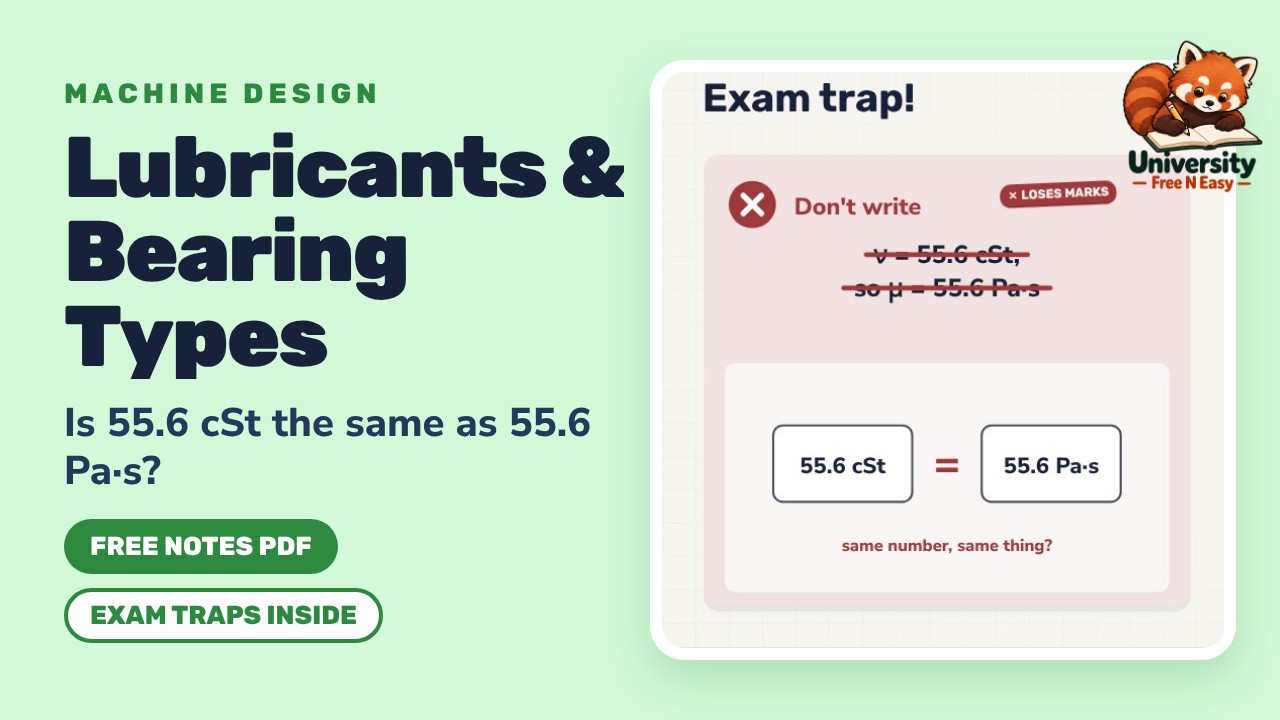 MACHINE DESIGN
Lubricants &
Bearing
Types
Is 55.6 cSt the same as 55.6
Pa·s?
FREE NOTES PDF
EXAM TRAPS INSIDE
Exam trap!
Don't write
× LOSES MARKS
ν = 55.6 cSt,
so μ = 55.6 Pa·s
55.6 cSt
=
55.6 Pa·s
same number, same thing?
University
Free N Easy